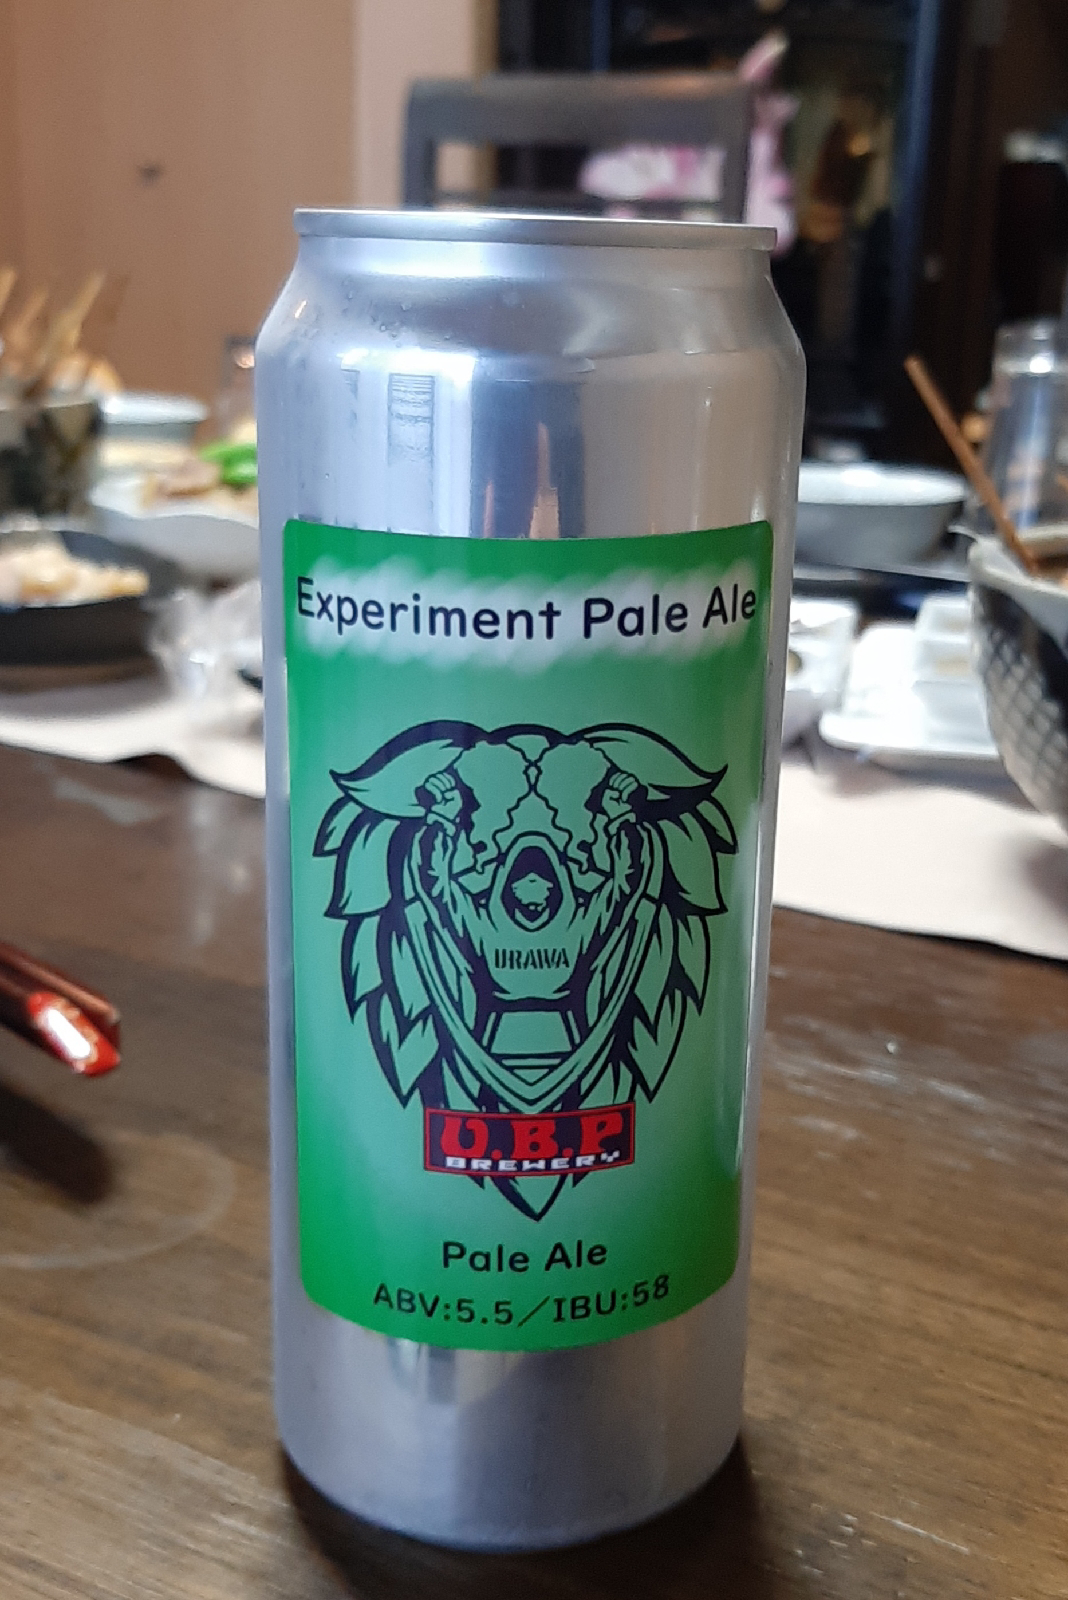 Experiment Pale Ale
URAWA
U.B.P
BREWERY
Pale Ale
ABV:5.5／IBU:58